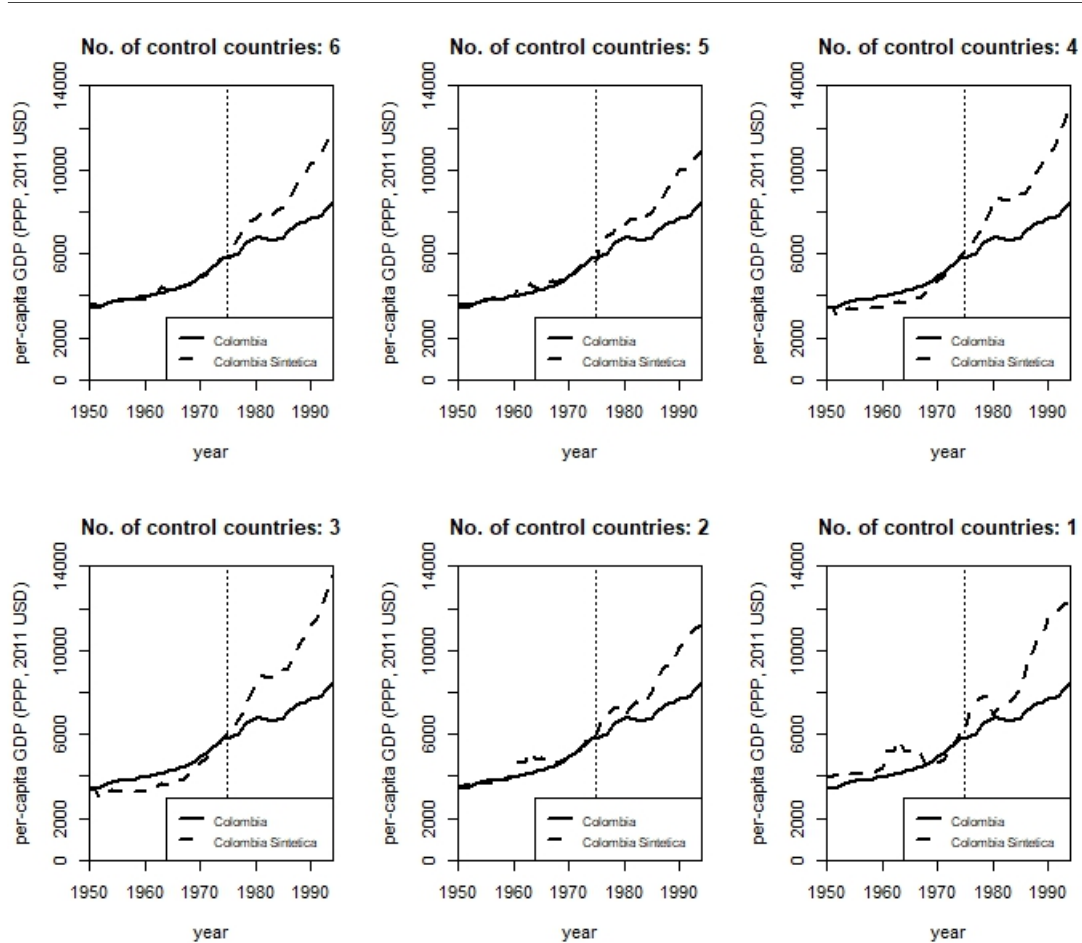 No. of control countries: 6
per-capita GDP (PPP, 2011 USD)
14000
10000
6000
2000
0
Colombia
Colombia Sintetica
1950 1960 1970 1980 1990
year
No. of control countries: 5
per-capita GDP (PPP, 2011 USD)
14000
10000
6000
2000
0
Colombia
Colombia Sintetica
1950 1960 1970 1980 1990
year
No. of control countries: 4
per-capita GDP (PPP, 2011 USD)
14000
10000
6000
2000
0
Colombia
Colombia Sintetica
1950 1960 1970 1980 1990
year
No. of control countries: 3
per-capita GDP (PPP, 2011 USD)
14000
10000
6000
2000
0
Colombia
Colombia Sintetica
1950 1960 1970 1980 1990
year
No. of control countries: 2
per-capita GDP (PPP, 2011 USD)
14000
10000
6000
2000
0
Colombia
Colombia Sintetica
1950 1960 1970 1980 1990
year
No. of control countries: 1
per-capita GDP (PPP, 2011 USD)
14000
10000
6000
2000
0
Colombia
Colombia Sintetica
1950 1960 1970 1980 1990
year